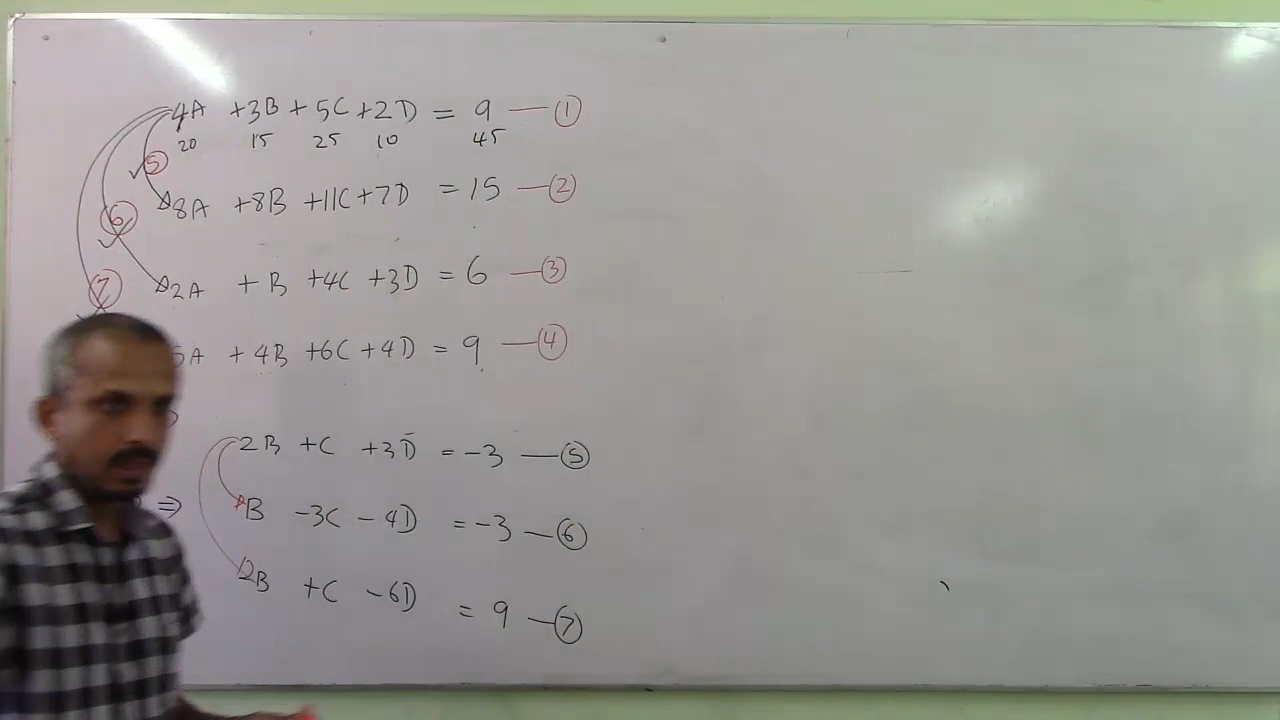 4A +3B + 5C +2D = 9 — ①
20 15 25 10 45
⑤
8A +8B +11C +7D = 15 — ②
⑥
2A + B +4C +3D = 6 — ③
⑦
5A + 4B +6C +4D = 9 — ④
2B +C +3D = -3 — ⑤
⇒ B -3C - 4D = -3 — ⑥
2B +C -6D = 9 — ⑦